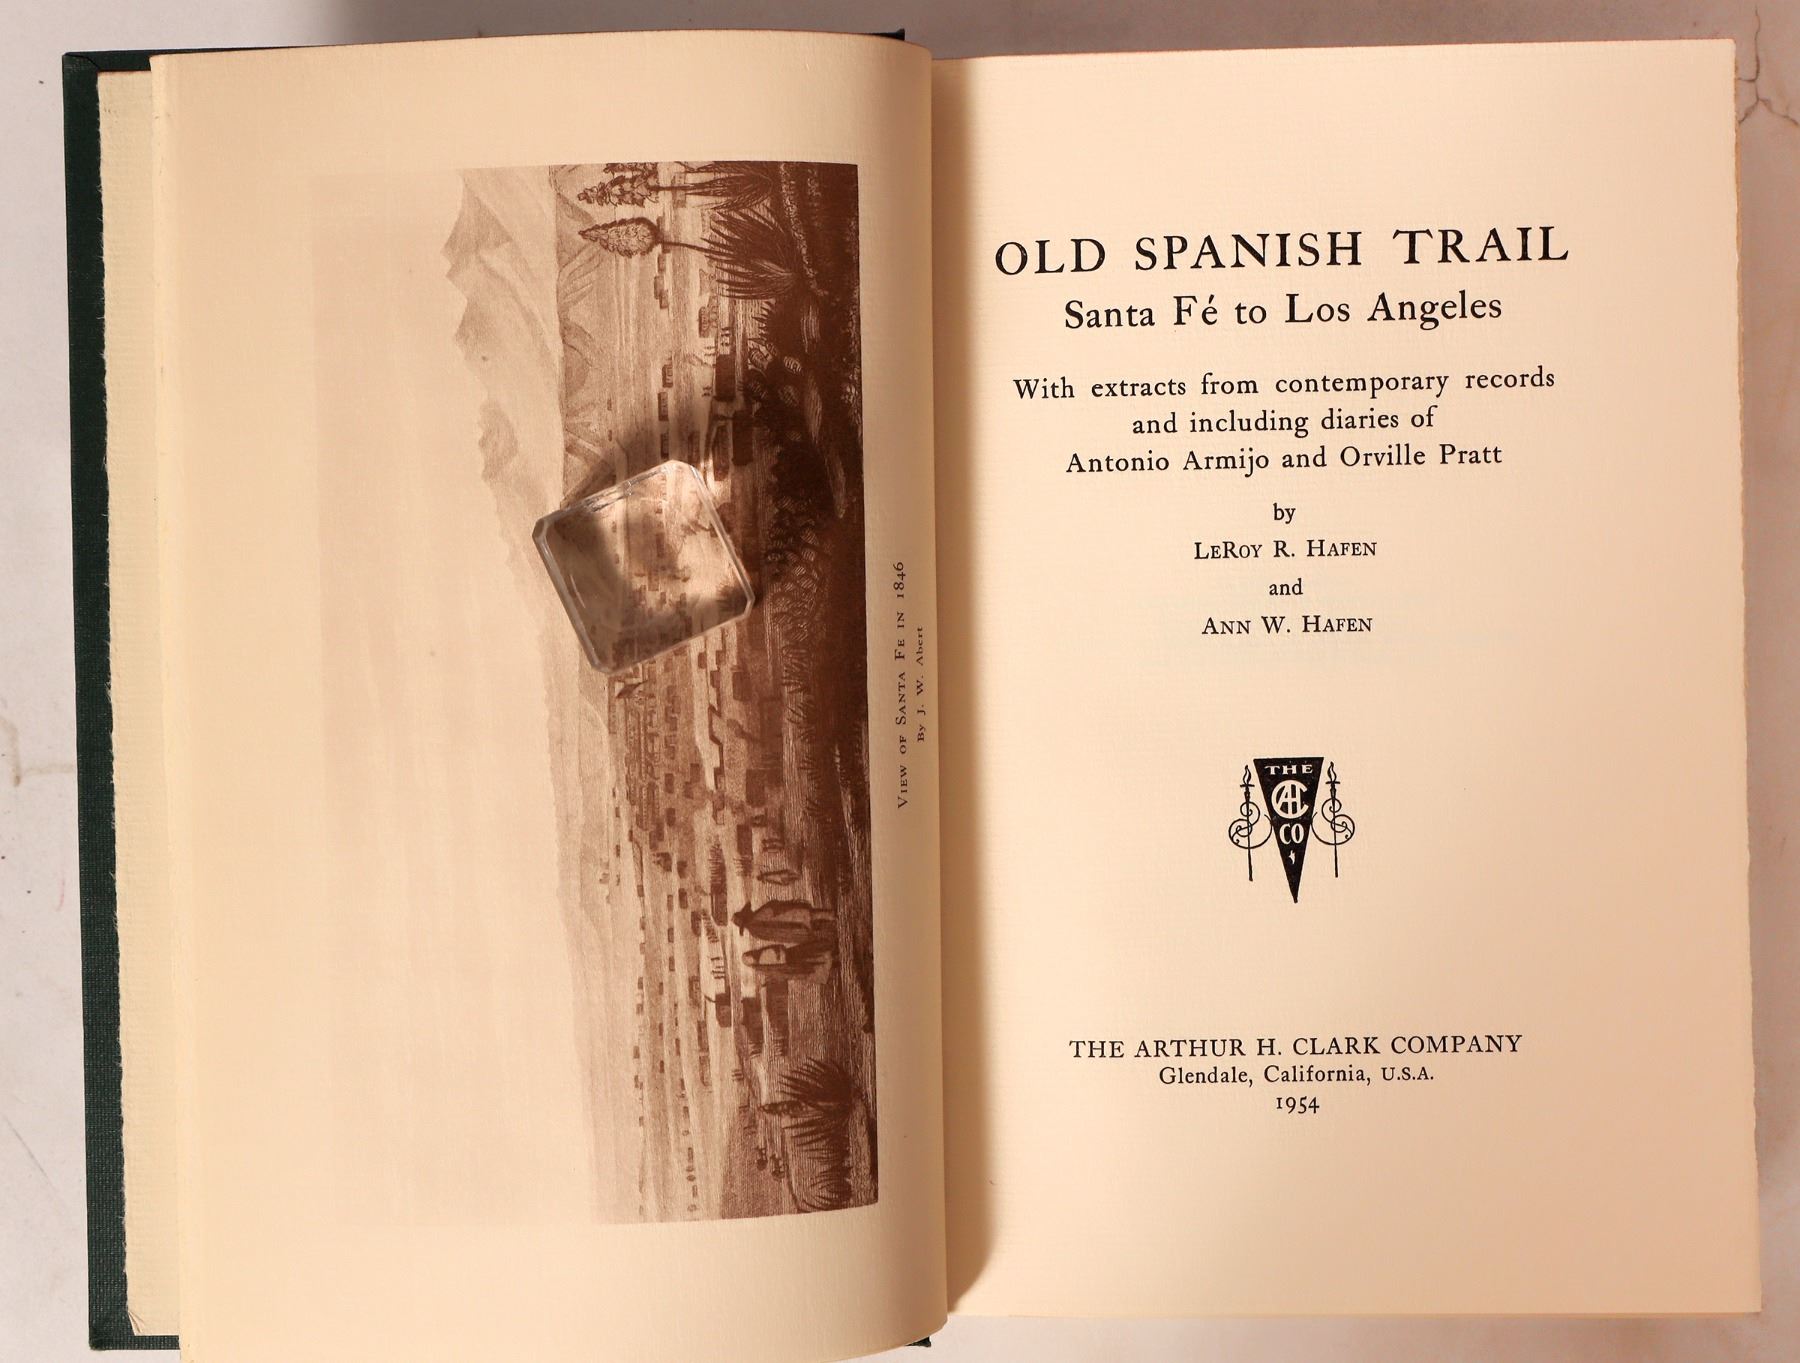 VIEW OF SANTA FE IN 1846
By J. W. Abert
OLD SPANISH TRAIL
Santa Fé to Los Angeles
With extracts from contemporary records
and including diaries of
Antonio Armijo and Orville Pratt
by
LEROY R. HAFEN
and
ANN W. HAFEN
THE
AHC
CO
THE ARTHUR H. CLARK COMPANY
Glendale, California, U.S.A.
1954